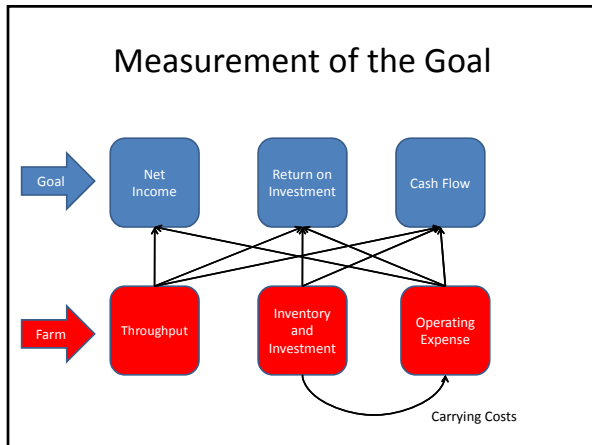 Measurement of the Goal
Goal
Net
Income
Return on
Investment
Cash Flow
Farm
Throughput
Inventory
and
Investment
Operating
Expense
Carrying Costs